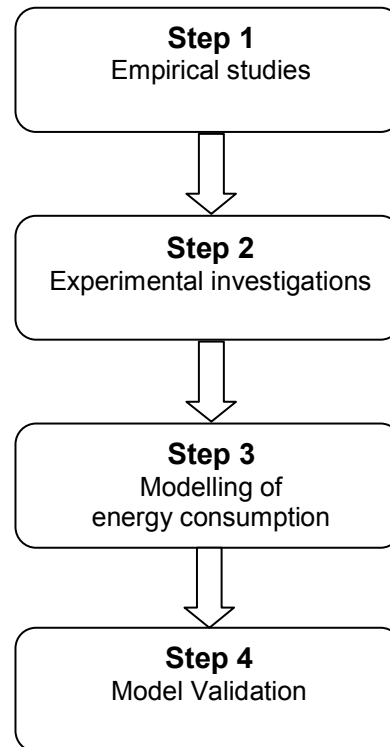 Step 1
Empirical studies
Step 2
Experimental investigations
Step 3
Modelling of
energy consumption
Step 4
Model Validation